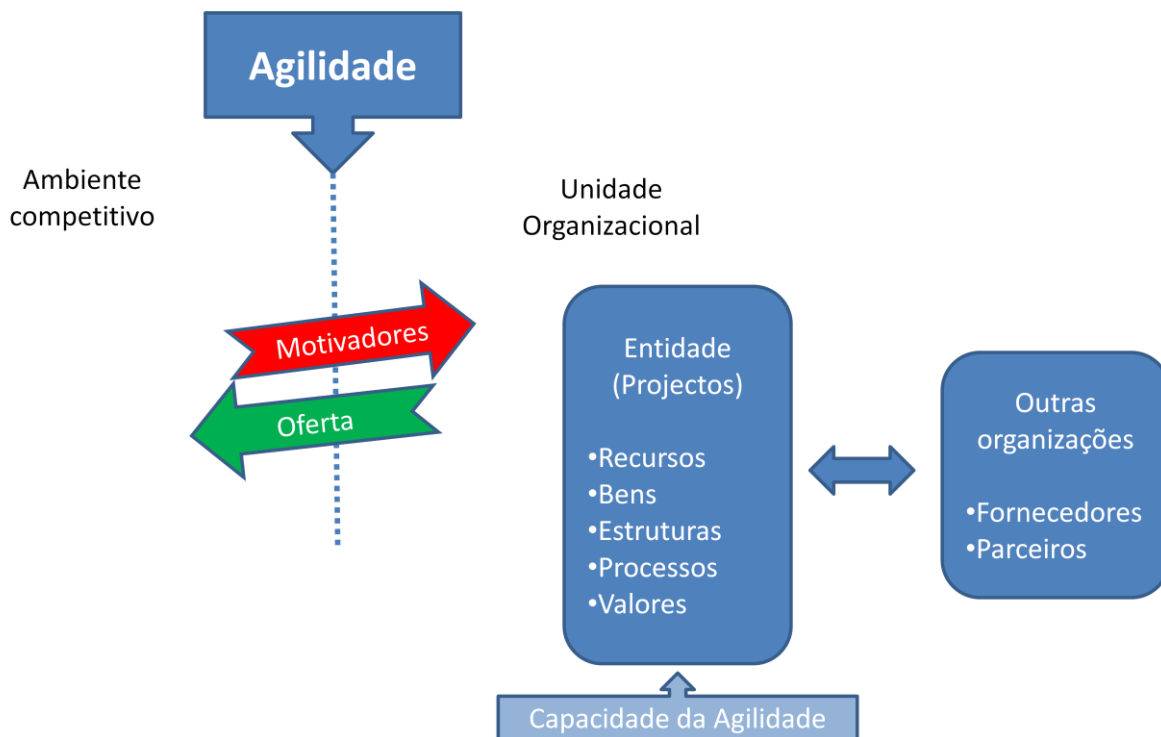 Agilidade
Ambiente
competitivo
Unidade
Organizacional
Motivadores
Oferta
Entidade
(Projectos)
•Recursos
•Bens
•Estruturas
•Processos
•Valores
Outras
organizações
•Fornecedores
•Parceiros
Capacidade da Agilidade